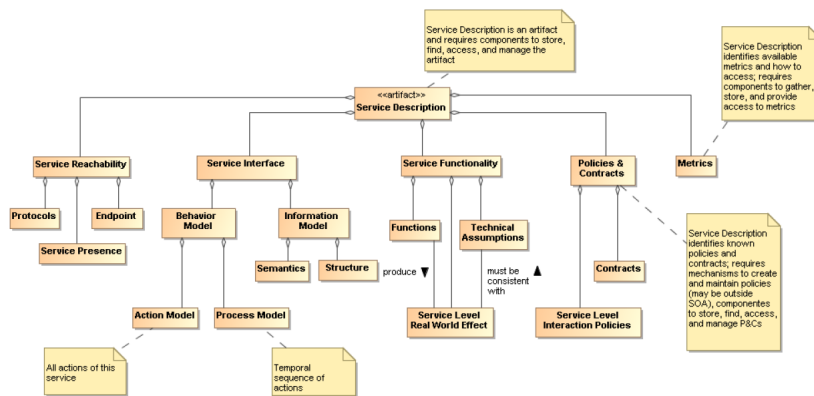 Service Description is an artifact
and requires components to store,
find, access, and manage the
artifact
Service Description
identifies available
metrics and how to
access; requires
components to gather,
store, and provide
access to metrics
<<artifact>>
Service Description
Service Reachability
Service Interface
Service Functionality
Policies &
Contracts
Metrics
Protocols
Endpoint
Service Presence
Behavior
Model
Information
Model
Semantics
Structure
Functions
Technical
Assumptions
produce
must be
consistent
with
Contracts
Service Description
identifies known
policies and
contracts; requires
mechanisms to create
and maintain policies
(may be outside
SOA), componentes
to store, find, access,
and manage P&Cs
Action Model
Process Model
Service Level
Real World Effect
Service Level
Interaction Policies
All actions of this
service
Temporal
sequence of
actions